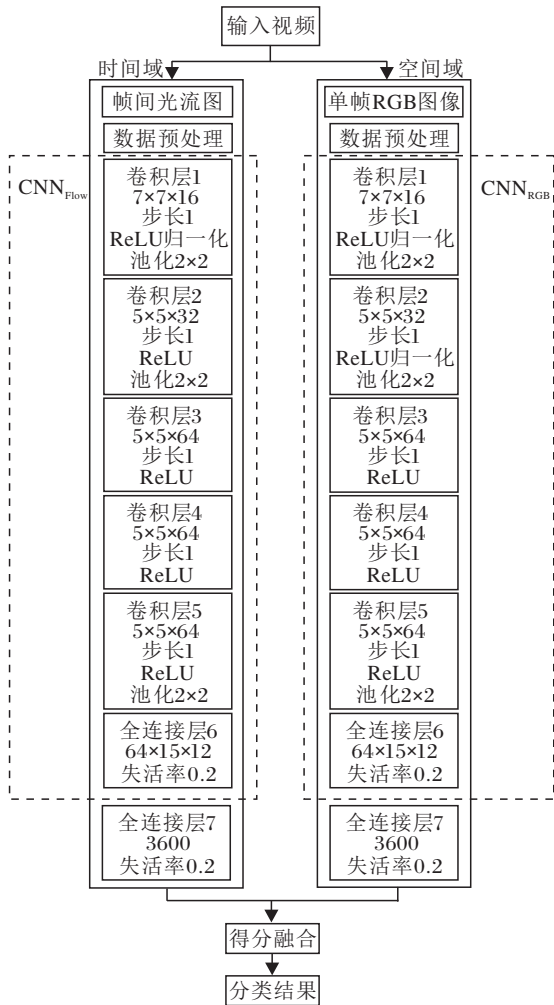 输入视频
时间域
帧间光流图
数据预处理
CNN_Flow
卷积层1
7×7×16
步长1
ReLU归一化
池化2×2
卷积层2
5×5×32
步长1
ReLU
池化2×2
卷积层3
5×5×64
步长1
ReLU
卷积层4
5×5×64
步长1
ReLU
卷积层5
5×5×64
步长1
ReLU
池化2×2
全连接层6
64×15×12
失活率0.2
全连接层7
3600
失活率0.2
空间域
单帧RGB图像
数据预处理
CNN_RGB
卷积层1
7×7×16
步长1
ReLU归一化
池化2×2
卷积层2
5×5×32
步长1
ReLU归一化
池化2×2
卷积层3
5×5×64
步长1
ReLU
卷积层4
5×5×64
步长1
ReLU
卷积层5
5×5×64
步长1
ReLU
池化2×2
全连接层6
64×15×12
失活率0.2
全连接层7
3600
失活率0.2
得分融合
分类结果